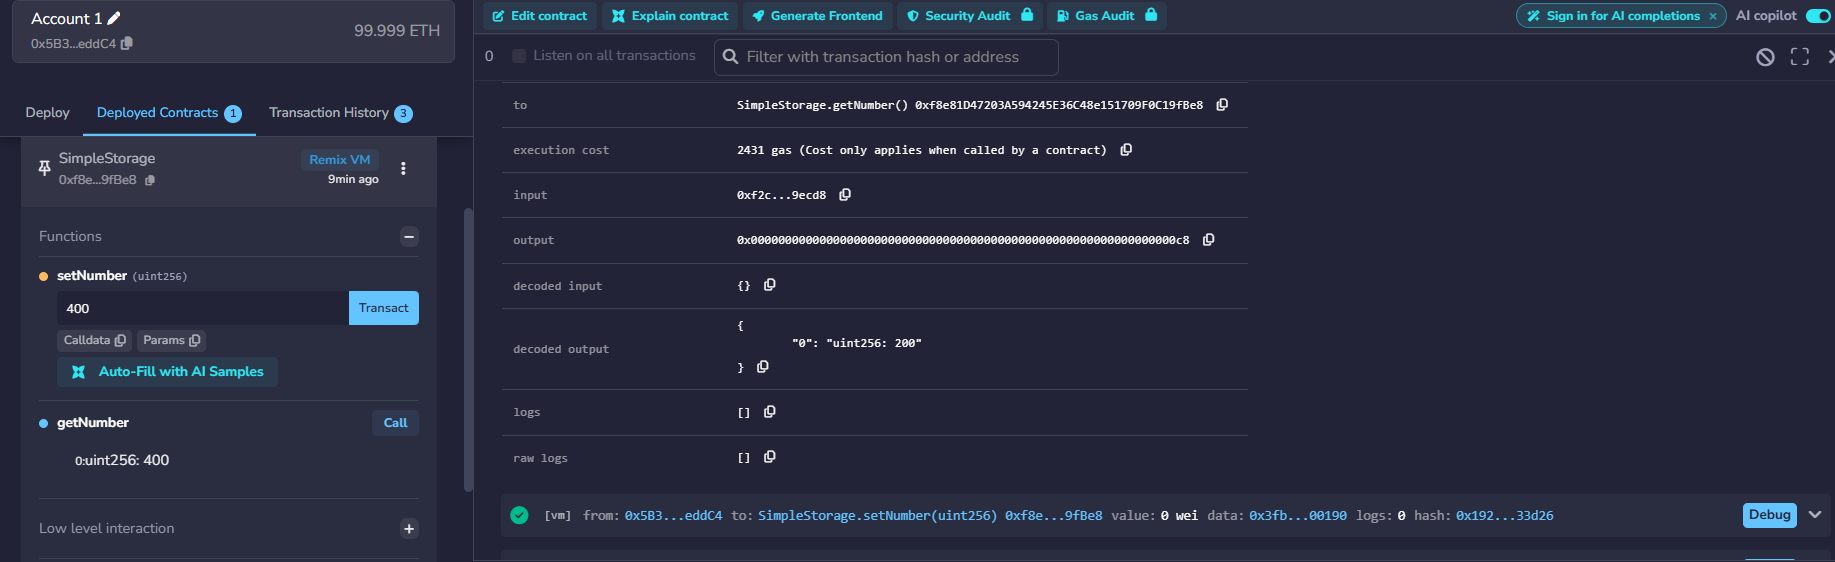 Account 1
0x5B3...eddC4
99.999 ETH
Deploy
Deployed Contracts 1
Transaction History 3
SimpleStorage
0xf8e...9fBe8
Remix VM
9min ago
Functions
setNumber (uint256)
400
Transact
Calldata
Params
Auto-Fill with AI Samples
getNumber
Call
0:uint256: 400
Low level interaction
Edit contract
Explain contract
Generate Frontend
Security Audit
Gas Audit
Sign in for AI completions ×
AI copilot
0
Listen on all transactions
Filter with transaction hash or address
to SimpleStorage.getNumber() 0xf8e81D47203A594245E36C48e151709F0C19fBe8
execution cost 2431 gas (Cost only applies when called by a contract)
input 0xf2c...9ecd8
output 0x00000000000000000000000000000000000000000000000000000000000000c8
decoded input {}
decoded output {
"0": "uint256: 200"
}
logs []
raw logs []
[vm] from: 0x5B3...eddC4 to: SimpleStorage.setNumber(uint256) 0xf8e...9fBe8 value: 0 wei data: 0x3fb...00190 logs: 0 hash: 0x192...33d26
Debug